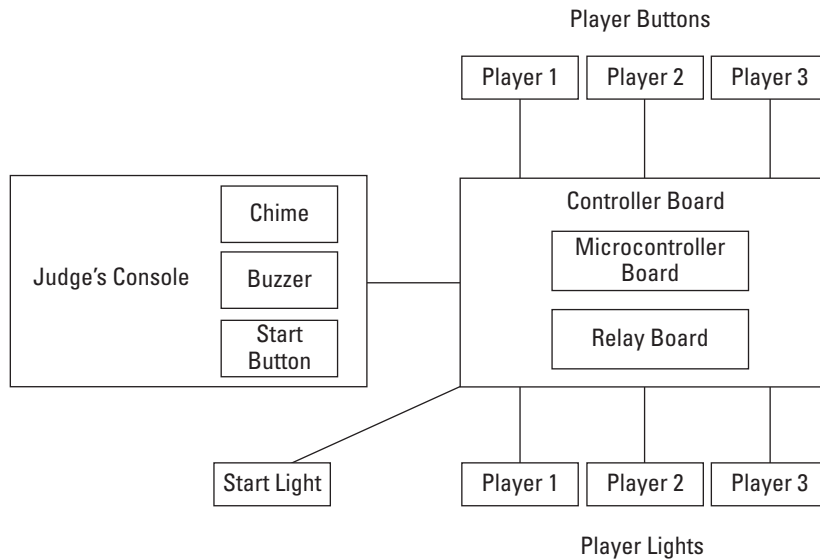 Player Buttons
Player 1
Player 2
Player 3
Judge's Console
Chime
Buzzer
Start
Button
Controller Board
Microcontroller
Board
Relay Board
Start Light
Player 1
Player 2
Player 3
Player Lights